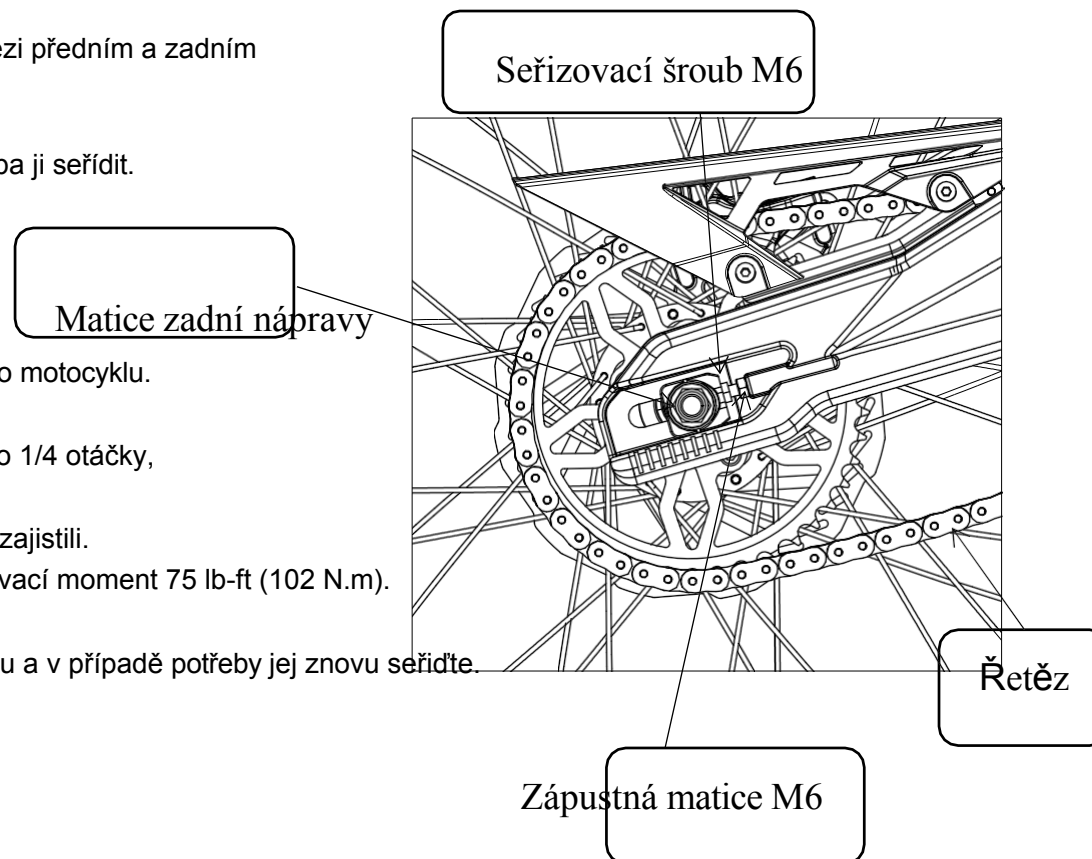 ezi předním a zadním
Seřizovací šroub M6
ba ji seřídit.
Matice zadní nápravy
o motocyklu.
o 1/4 otáčky,
zajistili.
vací moment 75 lb-ft (102 N.m).
u a v případě potřeby jej znovu seřiďte.
Řetěz
Zápustná matice M6